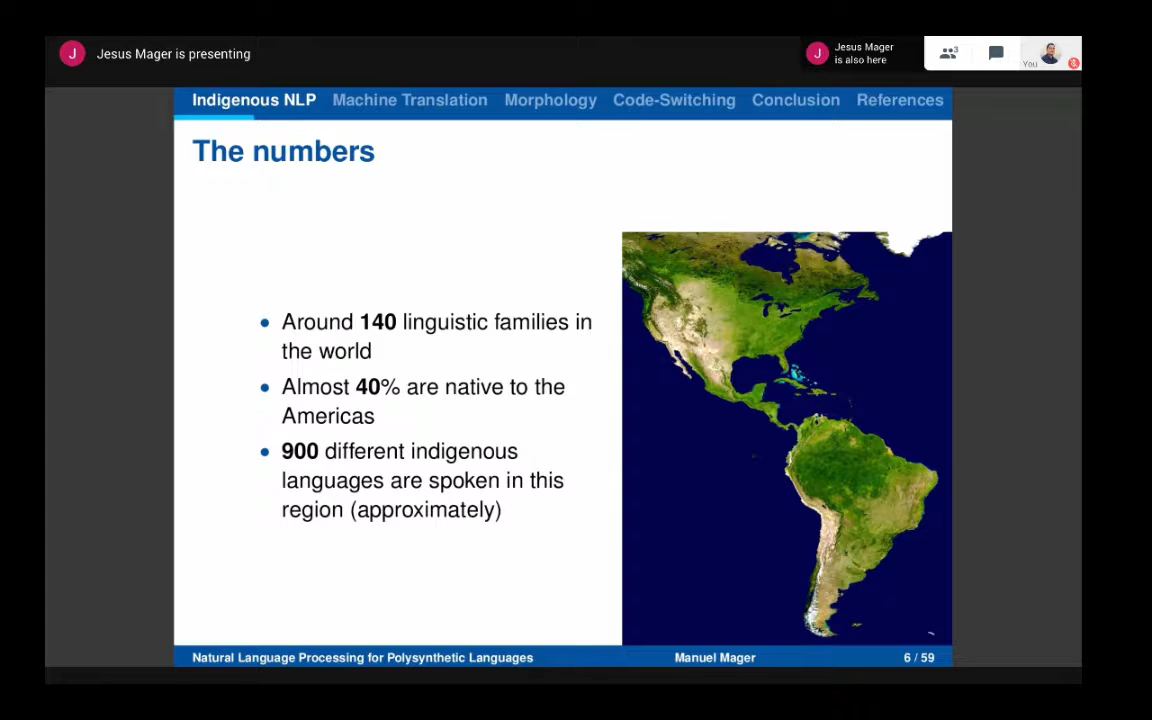 J Jesus Mager is presenting
J Jesus Mager
is also here
3
You
Indigenous NLP Machine Translation Morphology Code-Switching Conclusion References
The numbers
• Around 140 linguistic families in
the world
• Almost 40% are native to the
Americas
• 900 different indigenous
languages are spoken in this
region (approximately)
Natural Language Processing for Polysynthetic Languages Manuel Mager 6 / 59